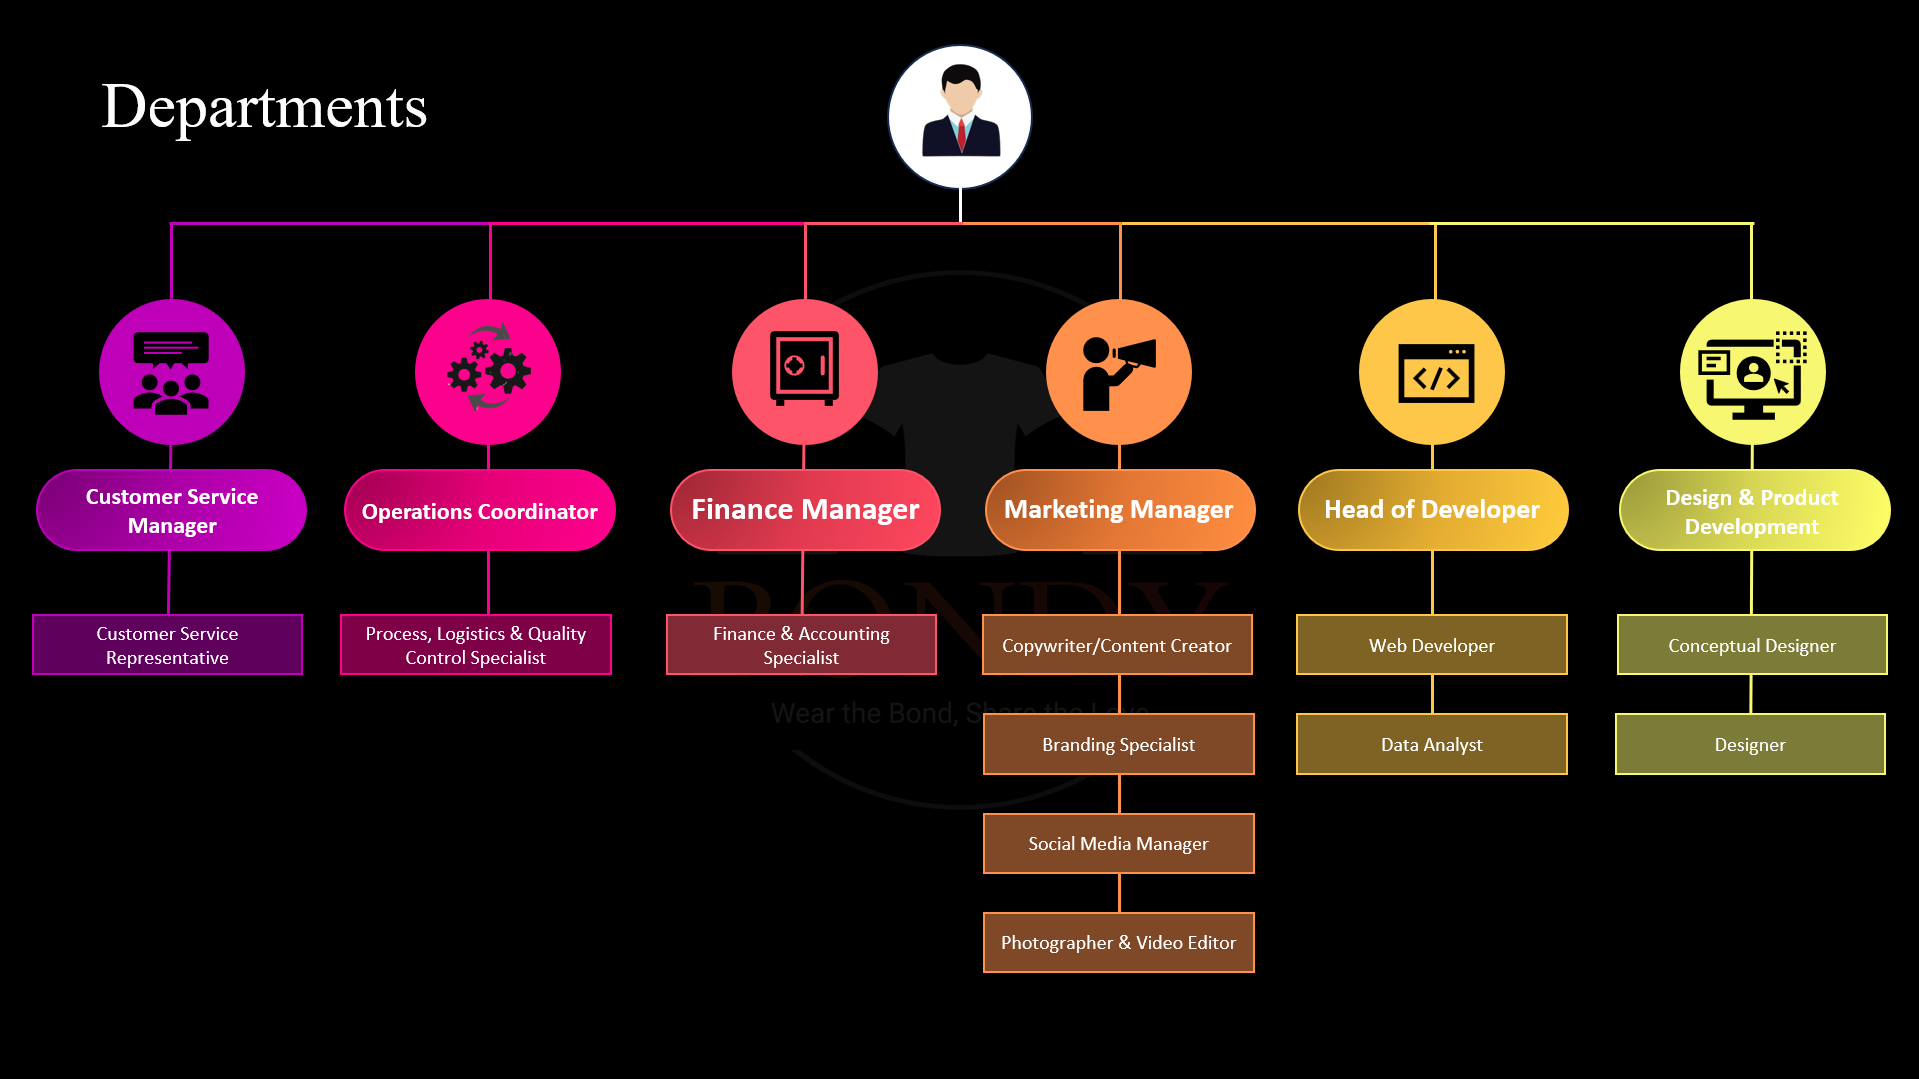 Departments
Customer Service
Manager
Operations Coordinator
Finance Manager
Marketing Manager
Head of Developer
Design & Product
Development
Customer Service
Representative
Process, Logistics & Quality
Control Specialist
Finance & Accounting
Specialist
Copywriter/Content Creator
Web Developer
Conceptual Designer
BONDY
Wear the Bond, Share the Love
Branding Specialist
Data Analyst
Designer
Social Media Manager
Photographer & Video Editor